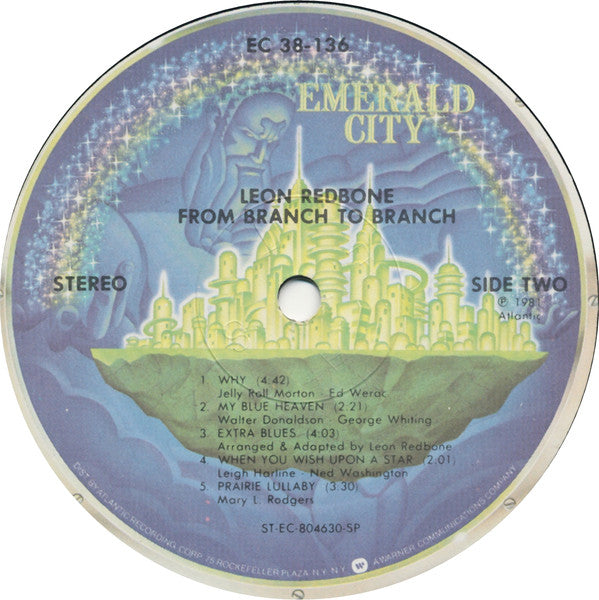 EC 38-136
EMERALD
CITY
LEON REDBONE
FROM BRANCH TO BRANCH
STEREO
SIDE TWO
℗ 1981
Atlantic
1. WHY (4:42)
Jelly Roll Morton - Ed Werac
2. MY BLUE HEAVEN (2:21)
Walter Donaldson - George Whiting
3. EXTRA BLUES (4:03)
Arranged & Adapted by Leon Redbone
4. WHEN YOU WISH UPON A STAR (2.01)
Leigh Harline - Ned Washington
5. PRAIRIE LULLABY (3.30)
Mary L. Rodgers
ST-EC-804630-SP
DIST. BY ATLANTIC RECORDING CORP. 75 ROCKEFELLER PLAZA N.Y. N.Y. W A WARNER COMMUNICATIONS COMPANY